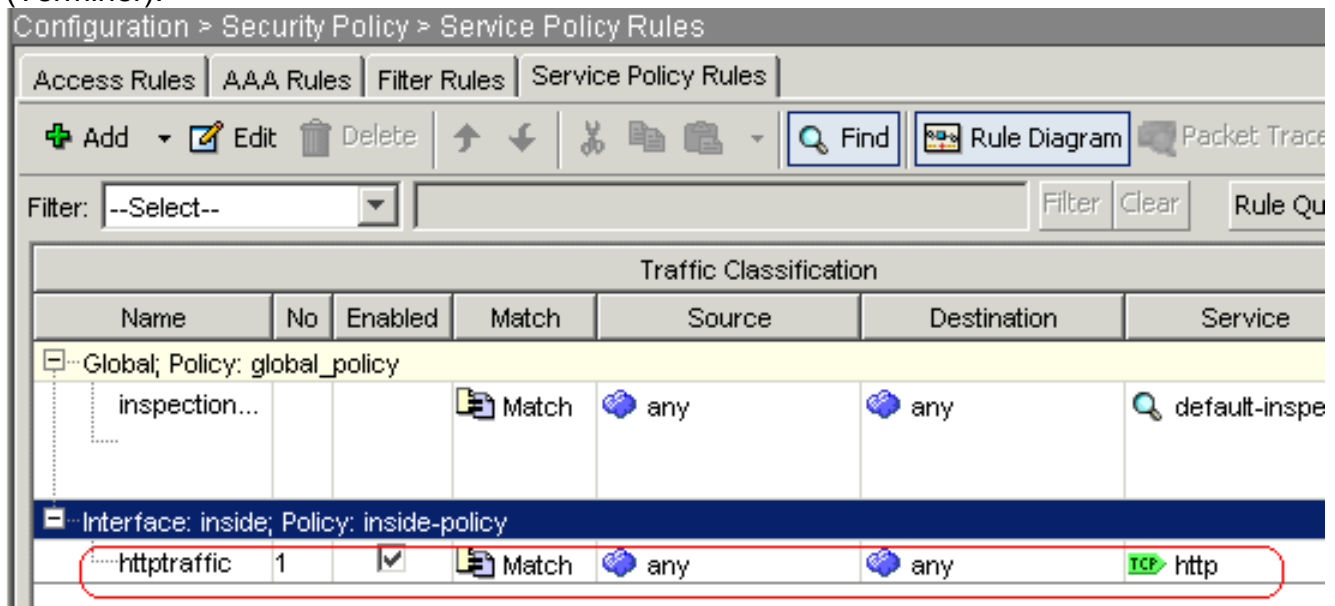 (Terminer).
Configuration > Security Policy > Service Policy Rules
Access Rules AAA Rules Filter Rules Service Policy Rules
Add Edit Delete Find Rule Diagram Packet Trace
Filter: --Select-- Filter Clear Rule Qu
Traffic Classification
Name No Enabled Match Source Destination Service
Global; Policy: global_policy
inspection... Match any any default-inspe
Interface: inside; Policy: inside-policy
httptraffic 1 Match any any TCP http